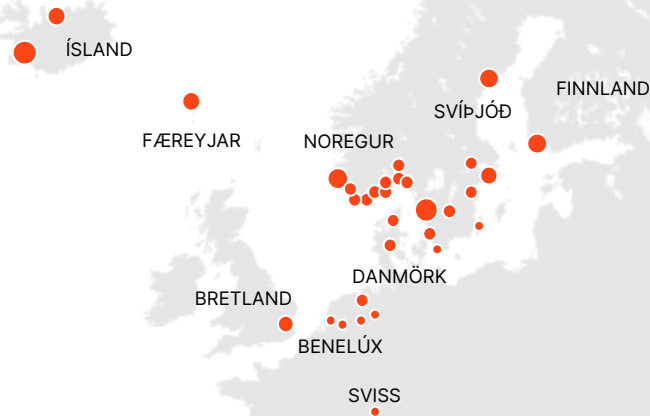 ÍSLAND
FINNLAND
SVÍÞJÓÐ
FÆREYJAR
NOREGUR
DANMÖRK
BRETLAND
BENELÚX
SVISS